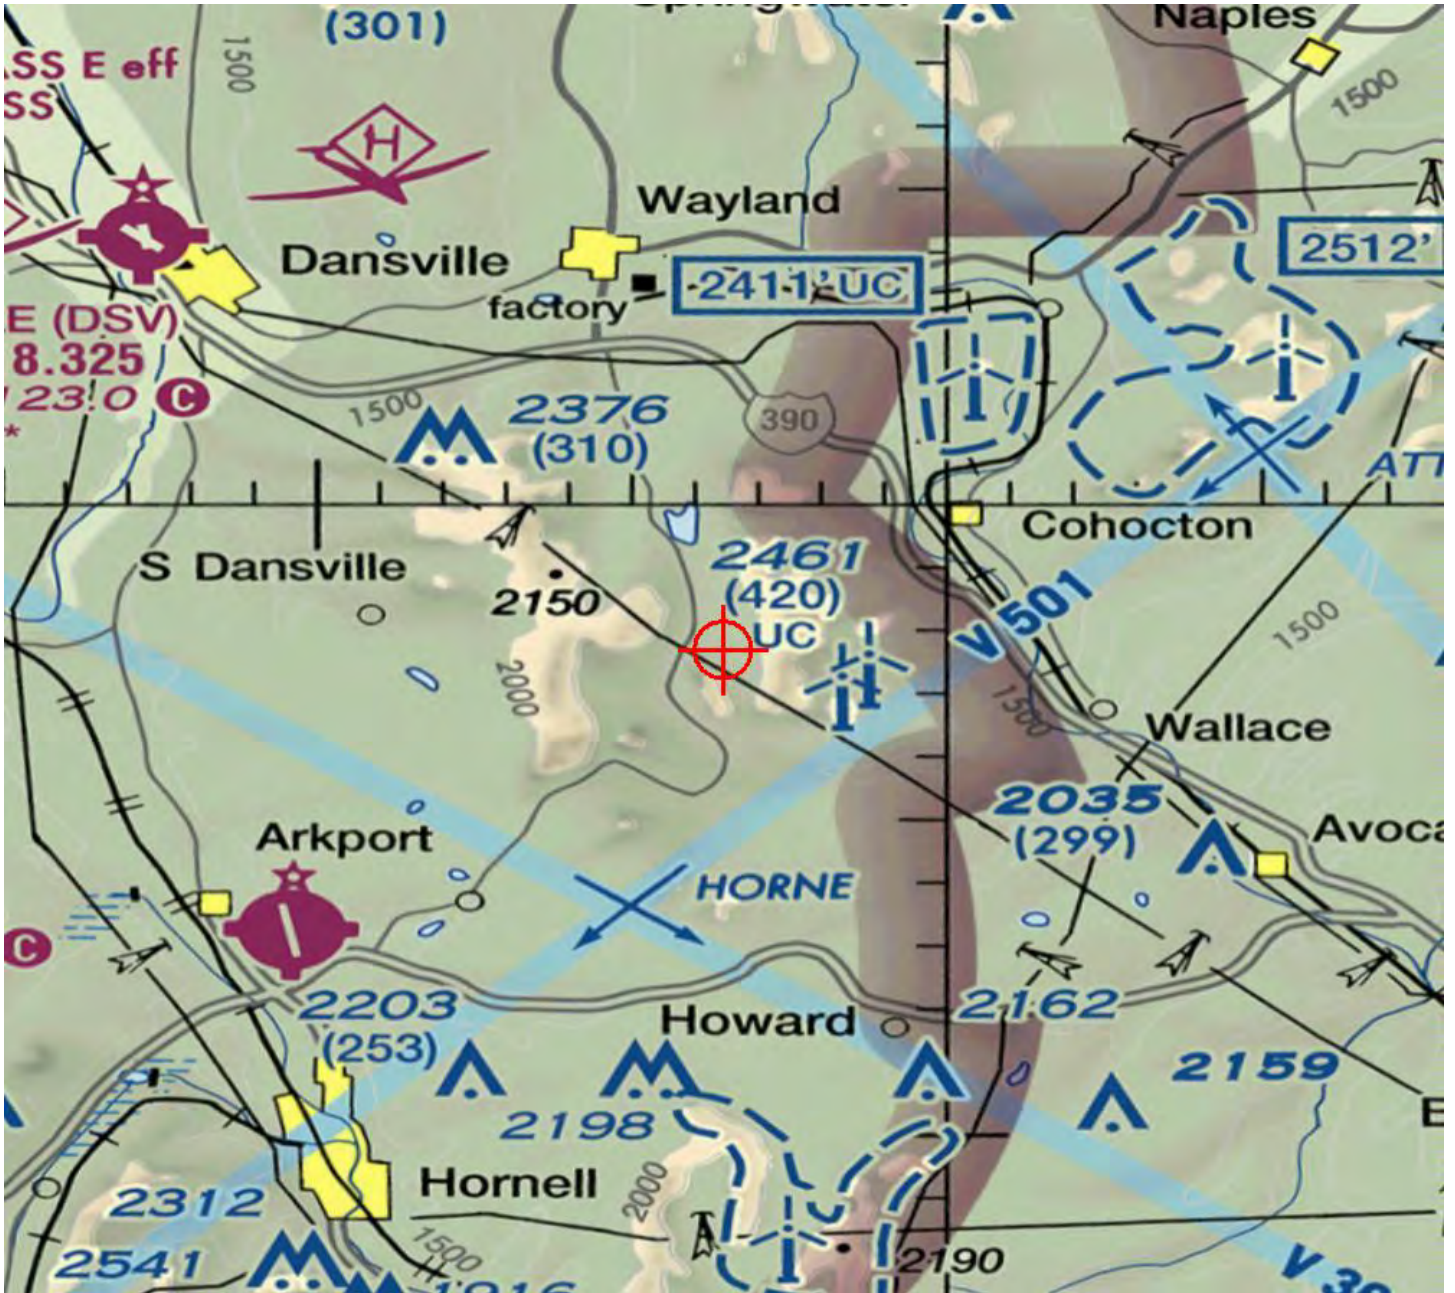 (301)
Naples
1500
SS E eff
SS
1500
H
Wayland
Dansville
2512'
2411' UC
factory
E (DSV)
8.325
23.0 C
*
1500
2376
(310)
390
Cohocton
S Dansville
2461
(420)
UC
2150
V 501
1500
2000
1500
Wallace
2035
(299)
Avoca
Arkport
HORNE
C
2203
(253)
Howard
2162
2159
2198
E
Hornell
2000
2312
1500
2541
2190